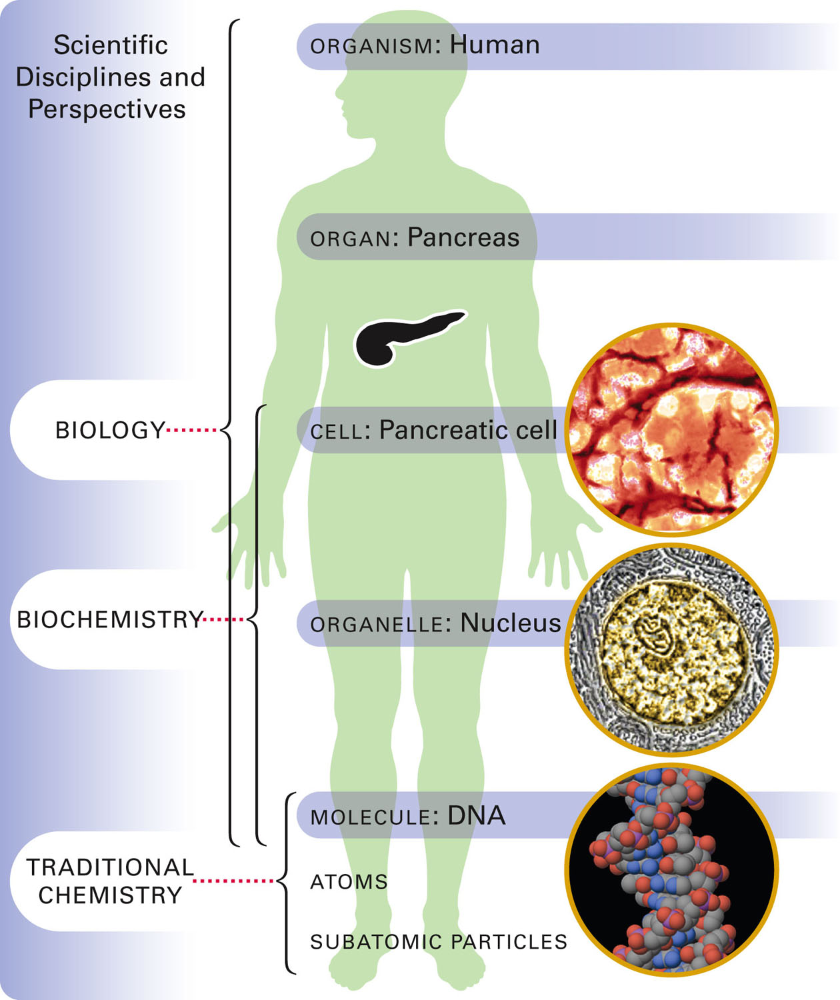 Scientific
Disciplines and
Perspectives
ORGANISM: Human
ORGAN: Pancreas
BIOLOGY
CELL: Pancreatic cell
BIOCHEMISTRY
ORGANELLE: Nucleus
MOLECULE: DNA
TRADITIONAL
CHEMISTRY
ATOMS
SUBATOMIC PARTICLES